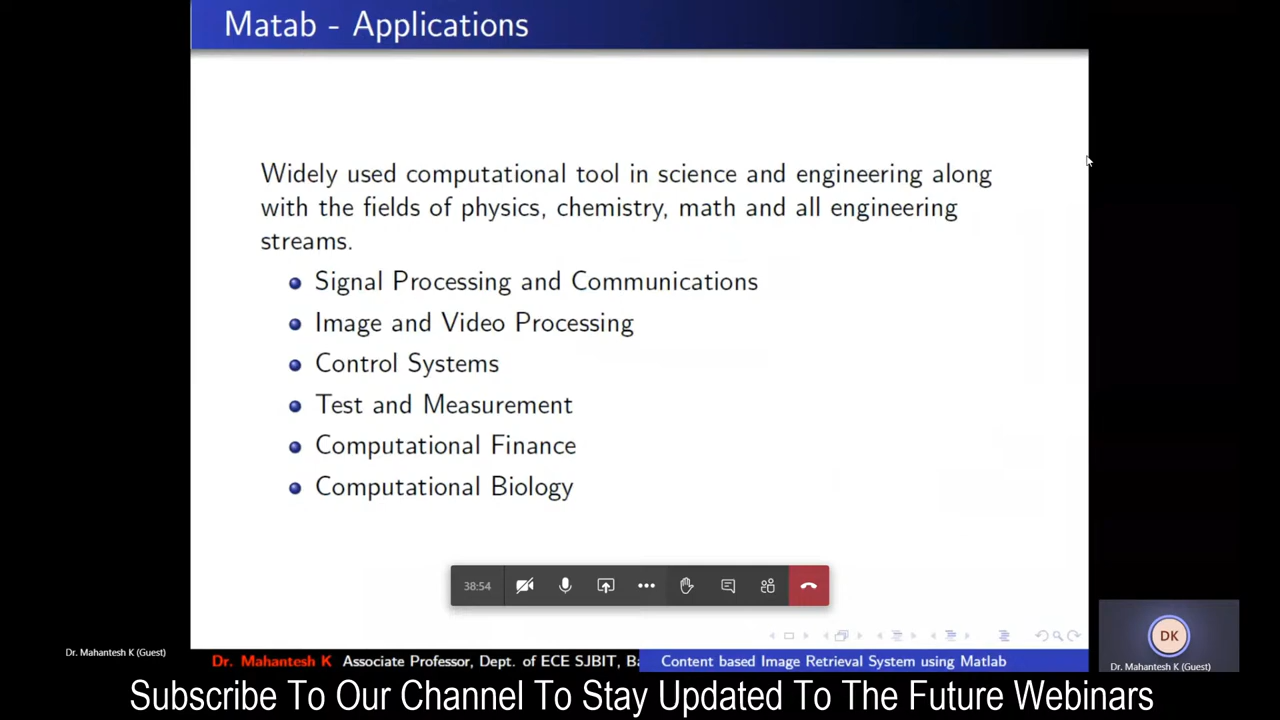 Matab - Applications
Widely used computational tool in science and engineering along
with the fields of physics, chemistry, math and all engineering
streams.
Signal Processing and Communications
Image and Video Processing
Control Systems
Test and Measurement
Computational Finance
Computational Biology
38:54
DK
Dr. Mahantesh K (Guest)
Dr. Mahantesh K (Guest)
Dr. Mahantesh K Associate Professor, Dept. of ECE SJBIT, Ba
Content based Image Retrieval System using Matlab
Subscribe To Our Channel To Stay Updated To The Future Webinars